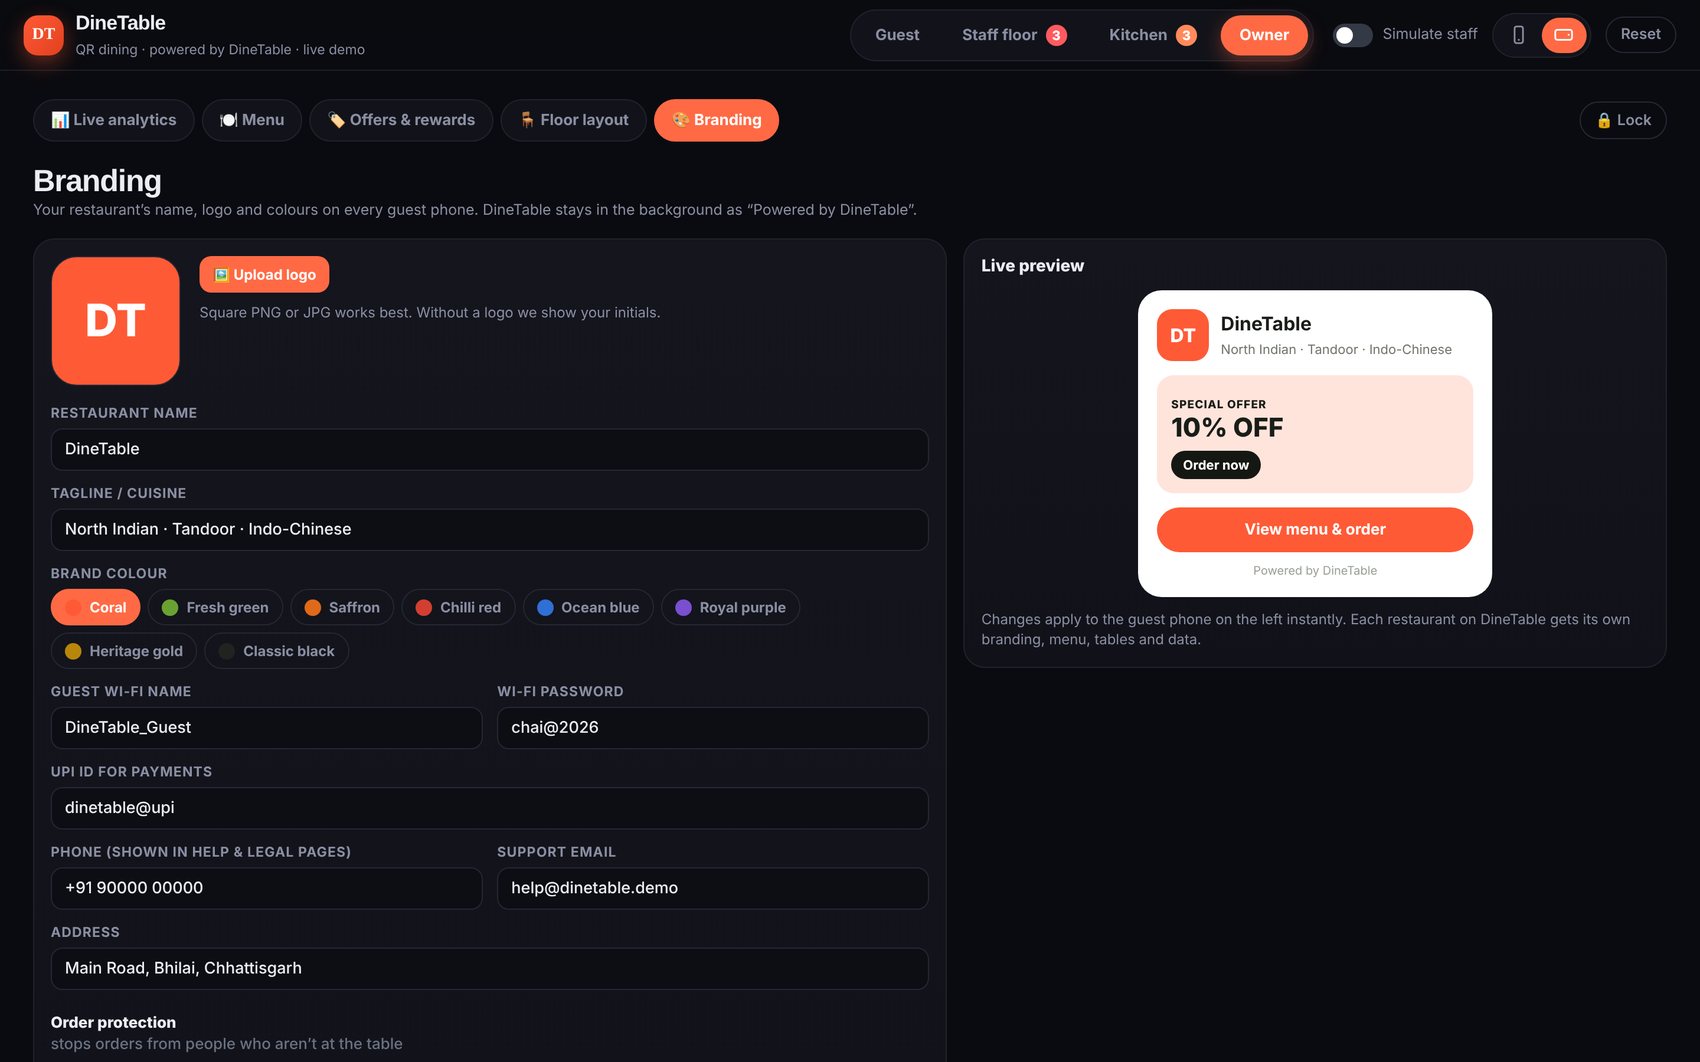 DT
DineTable
QR dining · powered by DineTable · live demo
Guest
Staff floor 3
Kitchen 3
Owner
Simulate staff
Reset
📊 Live analytics
🍽️ Menu
🏷️ Offers & rewards
🪑 Floor layout
🎨 Branding
🔒 Lock
Branding
Your restaurant’s name, logo and colours on every guest phone. DineTable stays in the background as “Powered by DineTable”.
DT
🖼️ Upload logo
Square PNG or JPG works best. Without a logo we show your initials.
RESTAURANT NAME
DineTable
TAGLINE / CUISINE
North Indian · Tandoor · Indo-Chinese
BRAND COLOUR
Coral
Fresh green
Saffron
Chilli red
Ocean blue
Royal purple
Heritage gold
Classic black
GUEST WI-FI NAME
DineTable_Guest
WI-FI PASSWORD
chai@2026
UPI ID FOR PAYMENTS
dinetable@upi
PHONE (SHOWN IN HELP & LEGAL PAGES)
+91 90000 00000
SUPPORT EMAIL
help@dinetable.demo
ADDRESS
Main Road, Bhilai, Chhattisgarh
Order protection
stops orders from people who aren’t at the table
Live preview
DT
DineTable
North Indian · Tandoor · Indo-Chinese
SPECIAL OFFER
10% OFF
Order now
View menu & order
Powered by DineTable
Changes apply to the guest phone on the left instantly. Each restaurant on DineTable gets its own
branding, menu, tables and data.